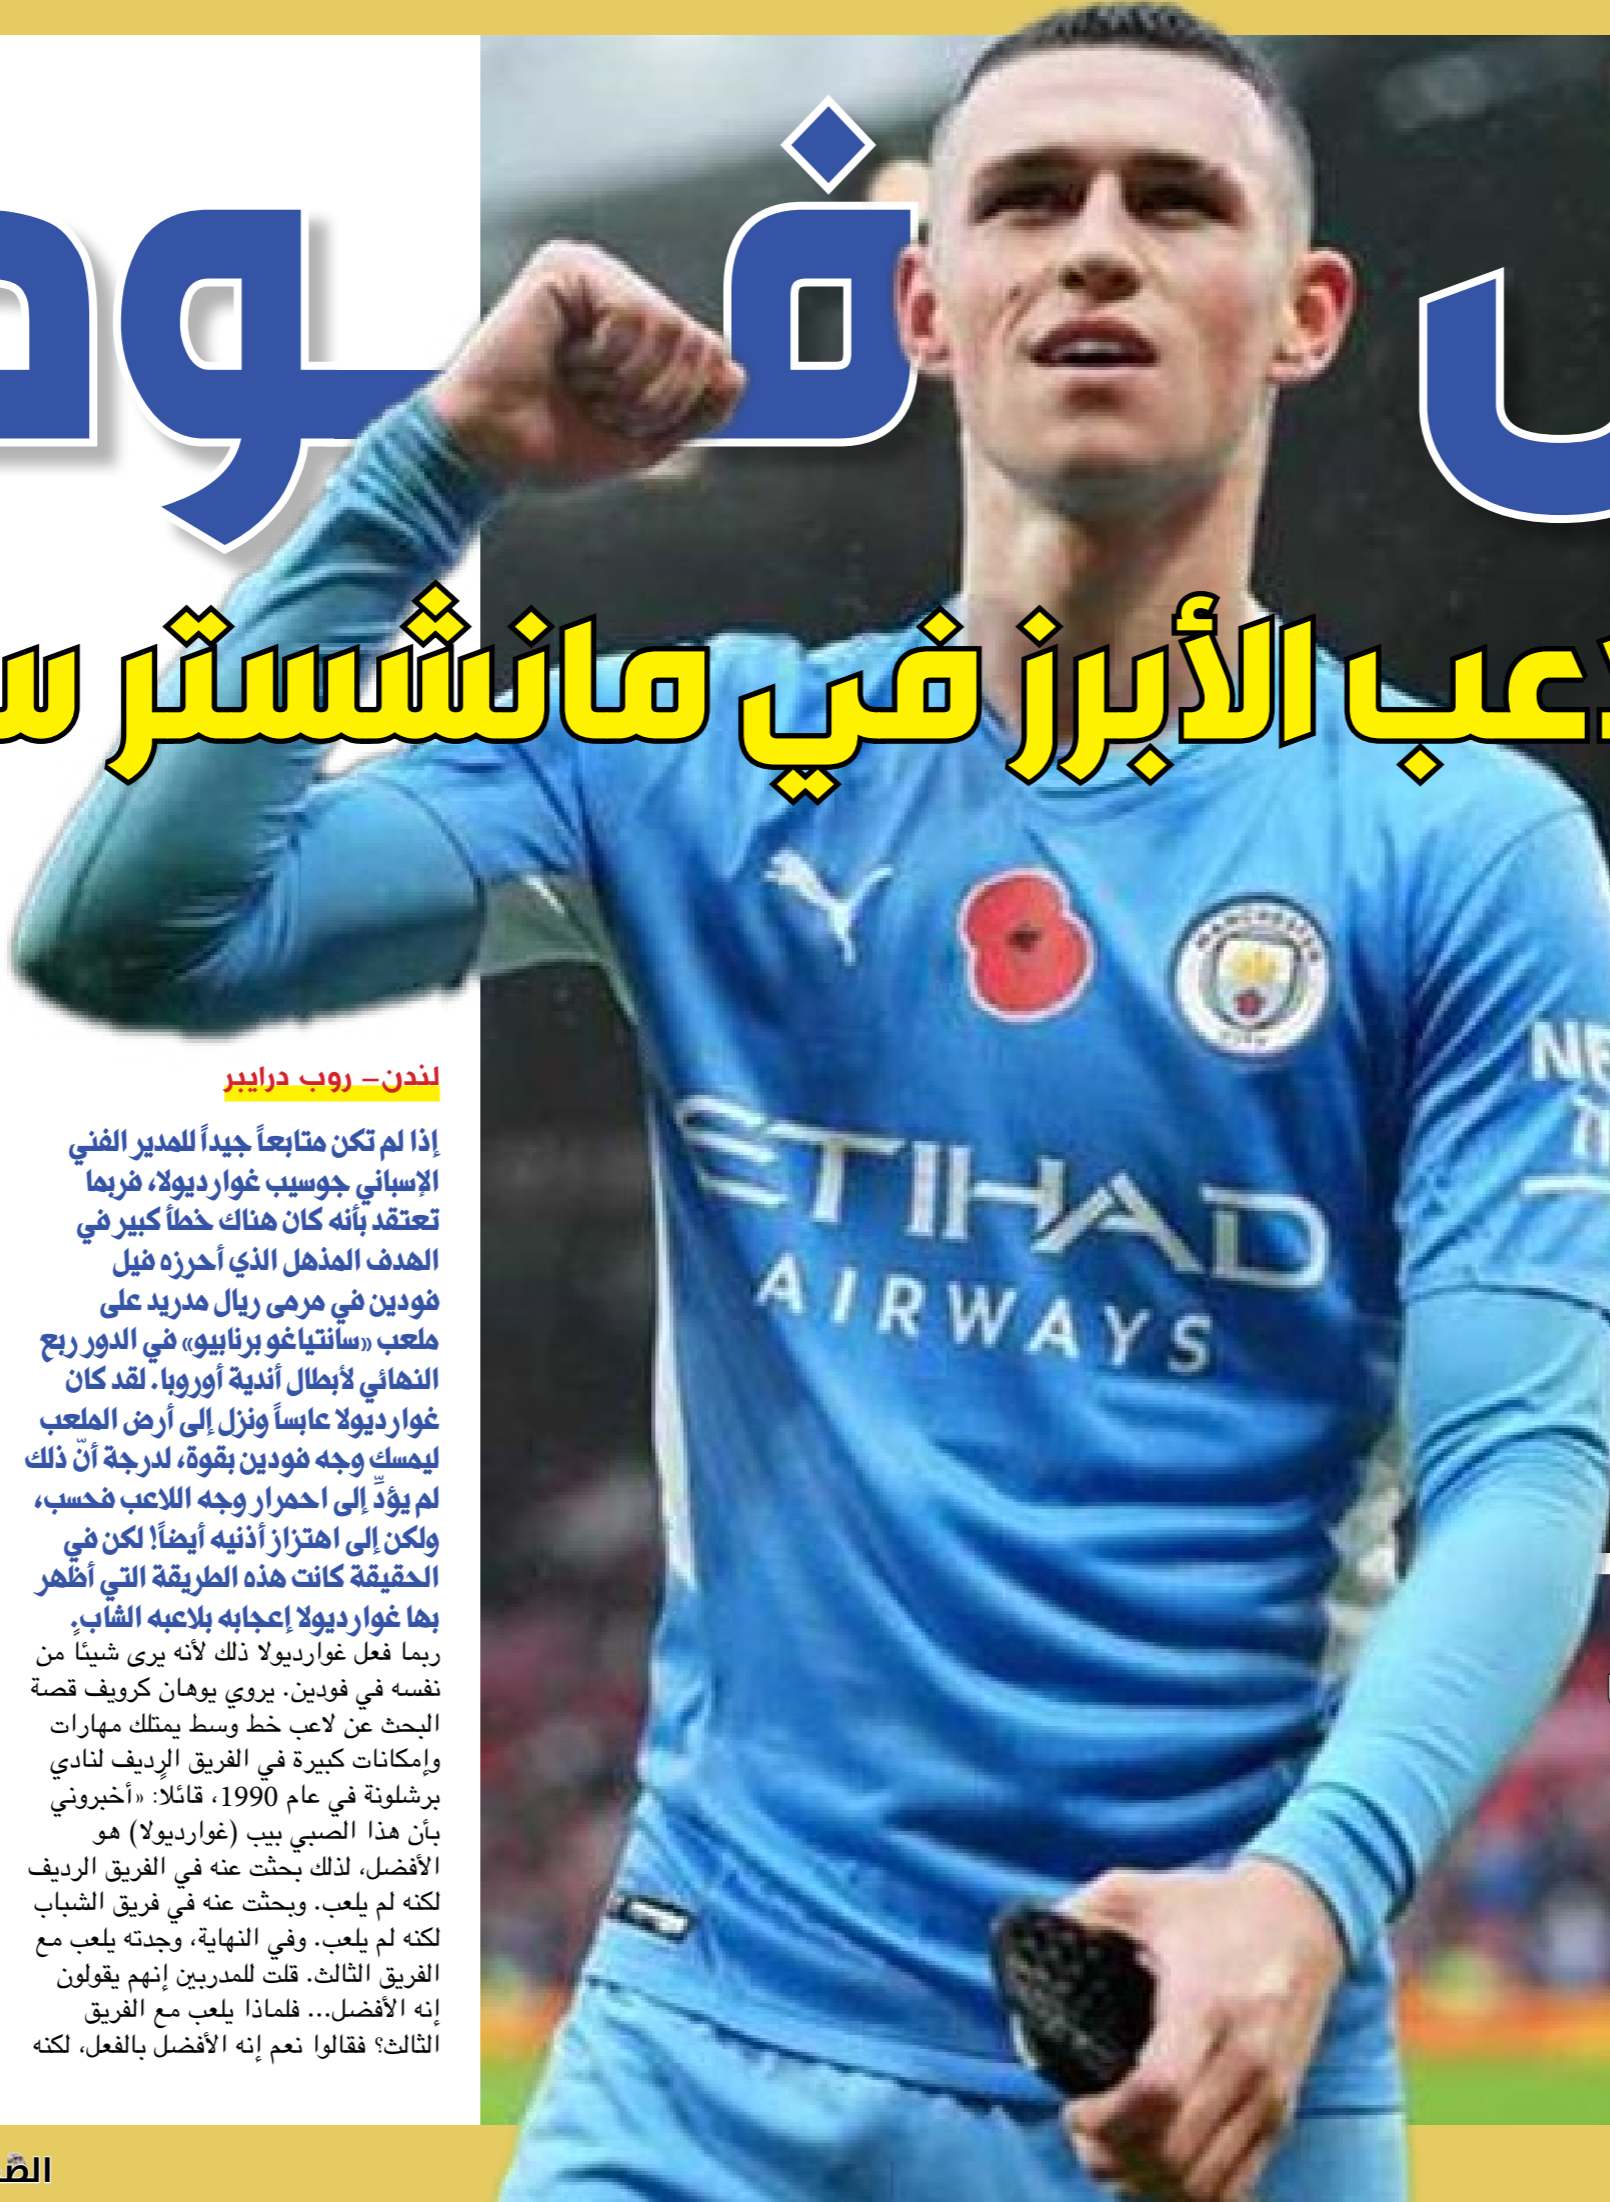 فـــود
لاعب الأبرز في مانشستر س
MANCHESTER
CITY
ETIHAD
AIRWAYS
لندن– روب درايبر
إذا لم تكن متابعاً جيداً للمدير الفني
الإسباني جوسيب غوارديولا، فربما
تعتقد بأنه كان هناك خطأ كبير في
الهدف المذهل الذي أحرزه فيل
فودين في مرمى ريال مدريد على
ملعب «سانتياغو برنابيو» في الدور ربع
النهائي لأبطال أندية أوروبا. لقد كان
غوارديولا عابساً ونزل إلى أرض الملعب
ليمسك وجه فودين بقوة، لدرجة أنّ ذلك
لم يؤدِّ إلى احمرار وجه اللاعب فحسب،
ولكن إلى اهتزاز أذنيه أيضاً! لكن في
الحقيقة كانت هذه الطريقة التي أظهر
بها غوارديولا إعجابه بلاعبه الشاب.
ربما فعل غوارديولا ذلك لأنه يرى شيئاً من
نفسه في فودين. يروي يوهان كرويف قصة
البحث عن لاعب خط وسط يمتلك مهارات
وإمكانات كبيرة في الفريق الرديف لنادي
برشلونة في عام 1990، قائلاً: «أخبروني
بأن هذا الصبي بيب (غوارديولا) هو
الأفضل، لذلك بحثت عنه في الفريق الرديف
لكنه لم يلعب. وبحثت عنه في فريق الشباب
لكنه لم يلعب. وفي النهاية، وجدته يلعب مع
الفريق الثالث. قلت للمدربين إنهم يقولون
إنه الأفضل... فلماذا يلعب مع الفريق
الثالث؟ فقالوا نعم إنه الأفضل بالفعل، لكنه